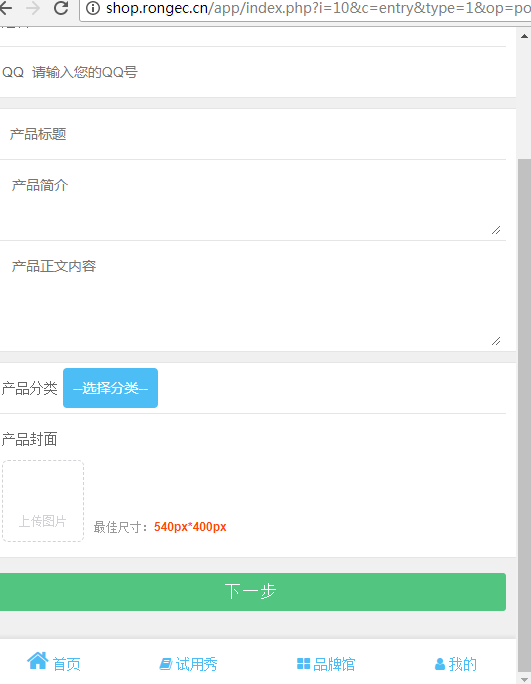 shop.rongec.cn/app/index.php?i=10&c=entry&type=1&op=po
QQ 请输入您的QQ号
产品标题
产品简介
产品正文内容
产品分类 --选择分类--
产品封面
上传图片 最佳尺寸：540px*400px
下一步
首页 试用秀 品牌馆 我的